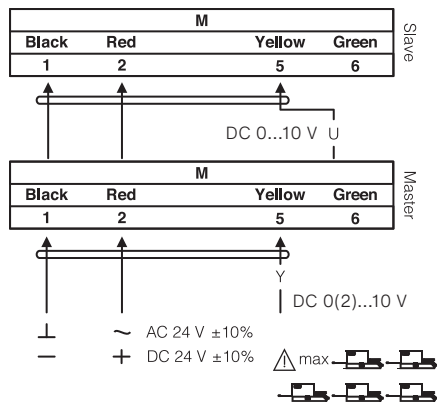 M
Black Red Yellow Green
1 2 5 6
Slave
DC 0...10 V U
M
Black Red Yellow Green
1 2 5 6
Master
Y
DC 0(2)...10 V
⊥ ~ AC 24 V ±10%
− + DC 24 V ±10%
max